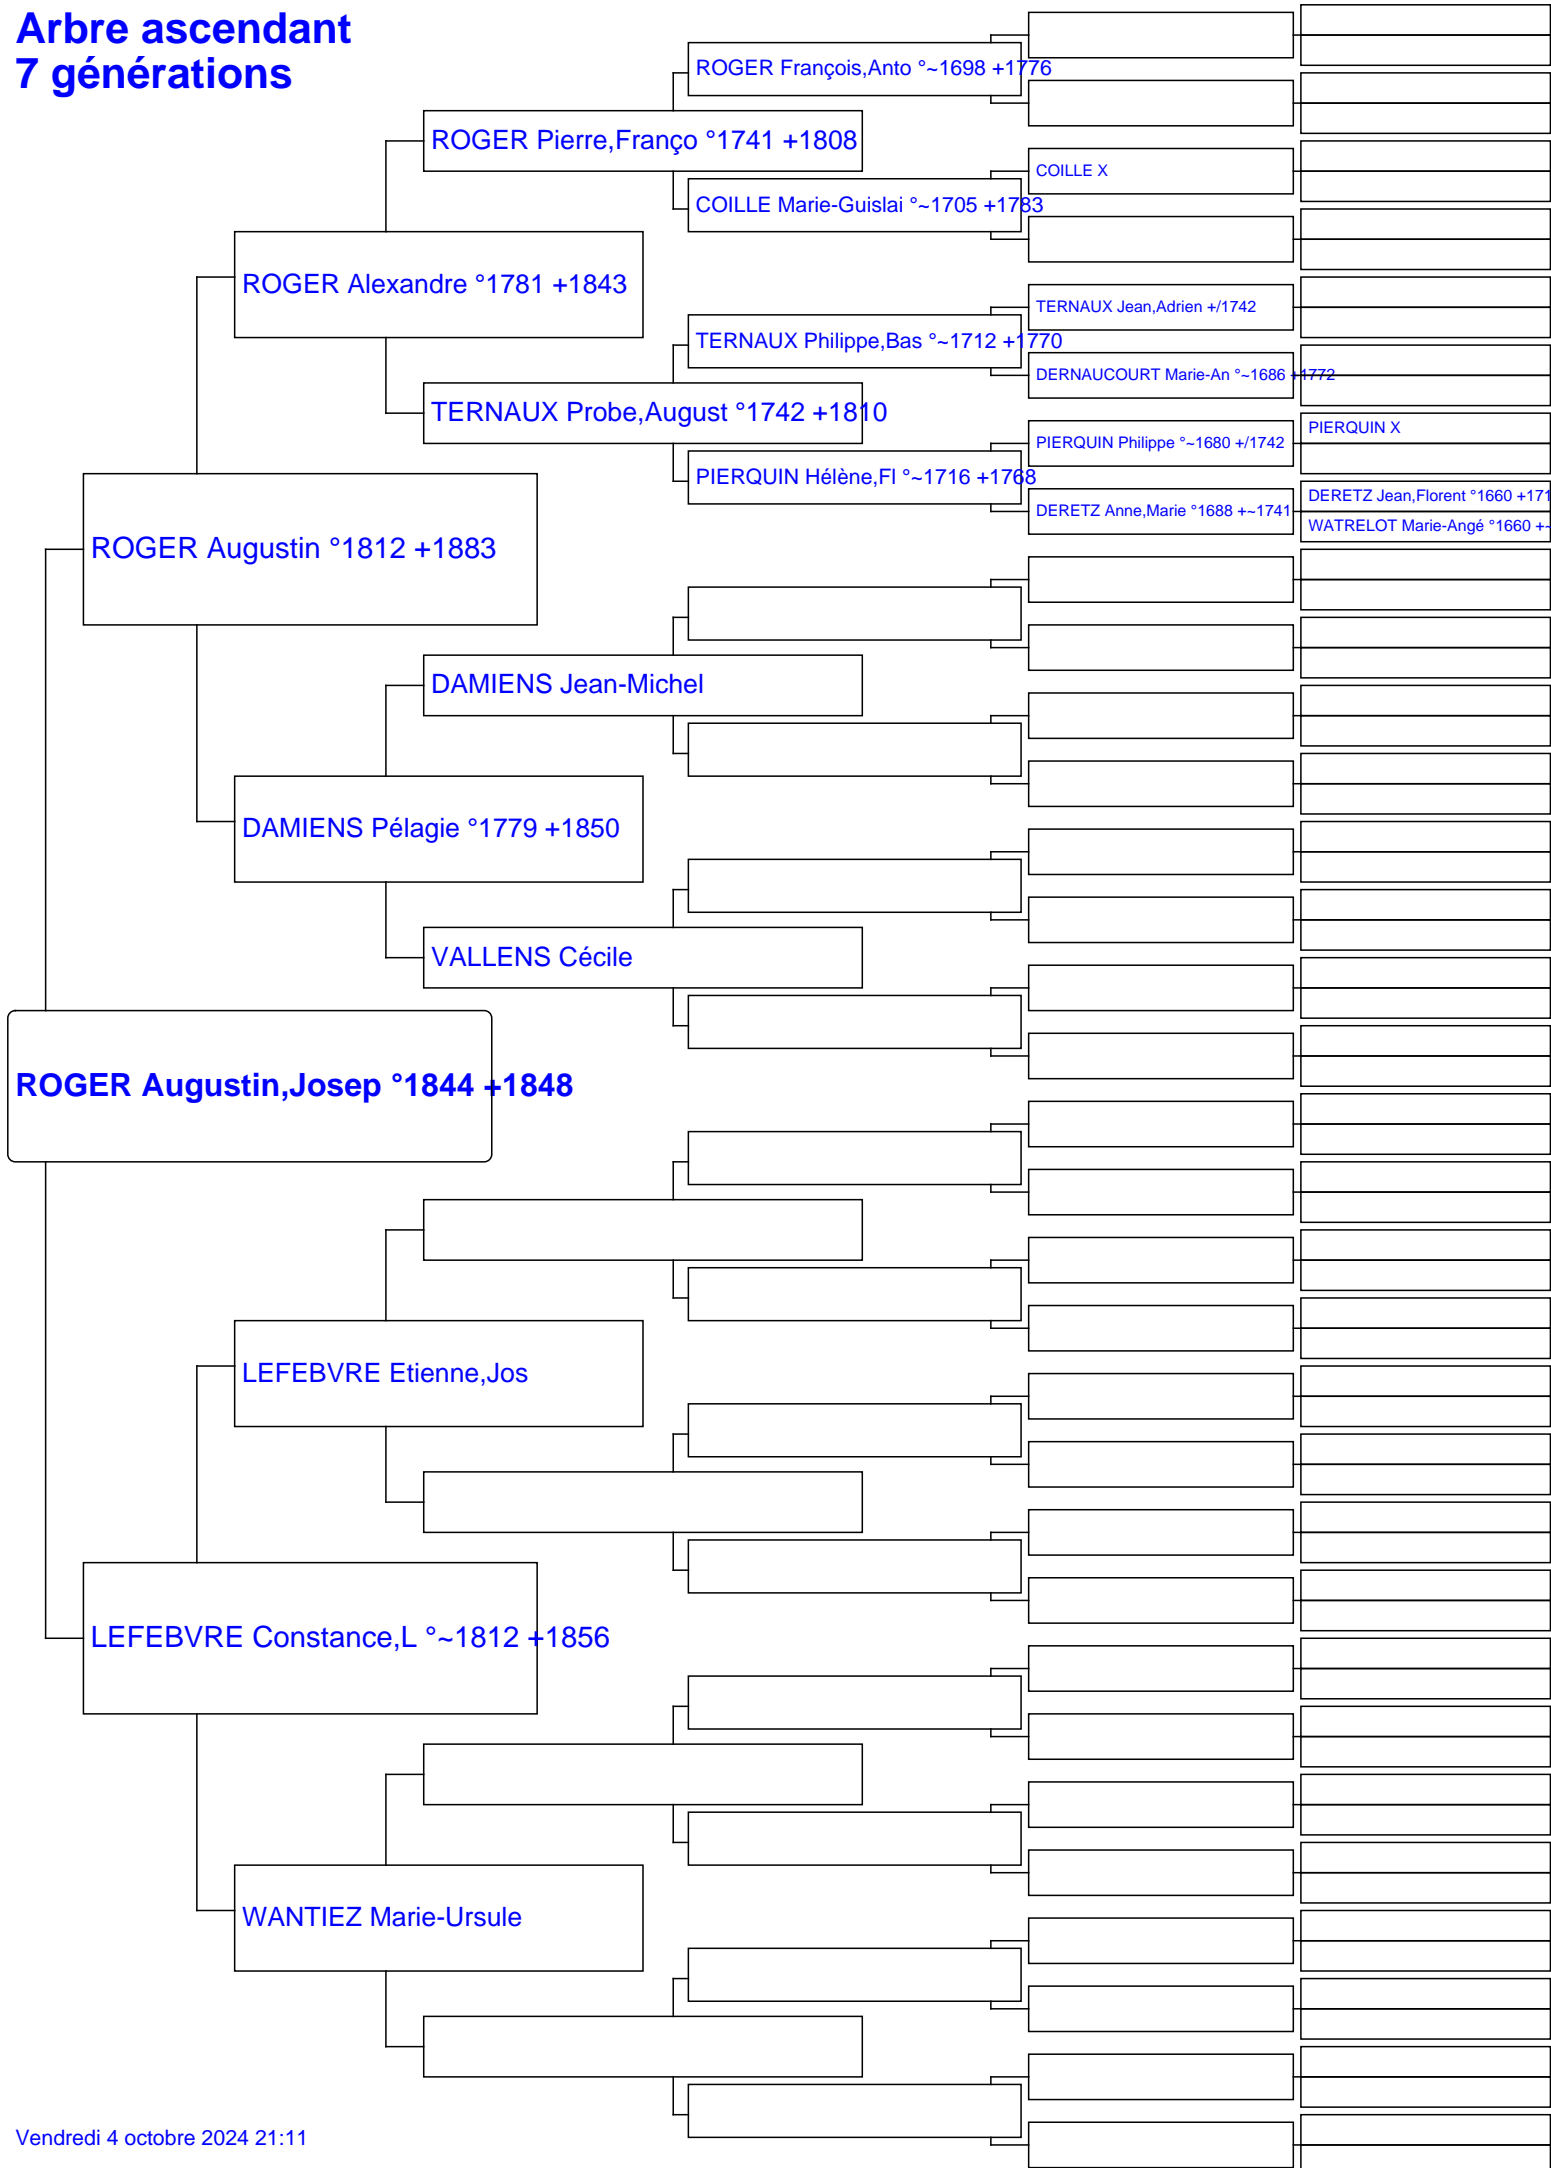 Arbre ascendant
7 générations
ROGER François,Anto °~1698 +1776
ROGER Pierre,Franço °1741 +1808
COILLE X
COILLE Marie-Guislai °~1705 +1783
ROGER Alexandre °1781 +1843
TERNAUX Jean,Adrien +/1742
TERNAUX Philippe,Bas °~1712 +1770
DERNAUCOURT Marie-An °~1686 +1772
TERNAUX Probe,August °1742 +1810
PIERQUIN X
PIERQUIN Philippe °~1680 +/1742
PIERQUIN Hélène,Fl °~1716 +1768
DERETZ Jean,Florent °1660 +171
DERETZ Anne,Marie °1688 +~1741
WATRELOT Marie-Angé °1660 +~
ROGER Augustin °1812 +1883
DAMIENS Jean-Michel
DAMIENS Pélagie °1779 +1850
VALLENS Cécile
ROGER Augustin,Josep °1844 +1848
LEFEBVRE Etienne,Jos
LEFEBVRE Constance,L °~1812 +1856
WANTIEZ Marie-Ursule
Vendredi 4 octobre 2024 21:11